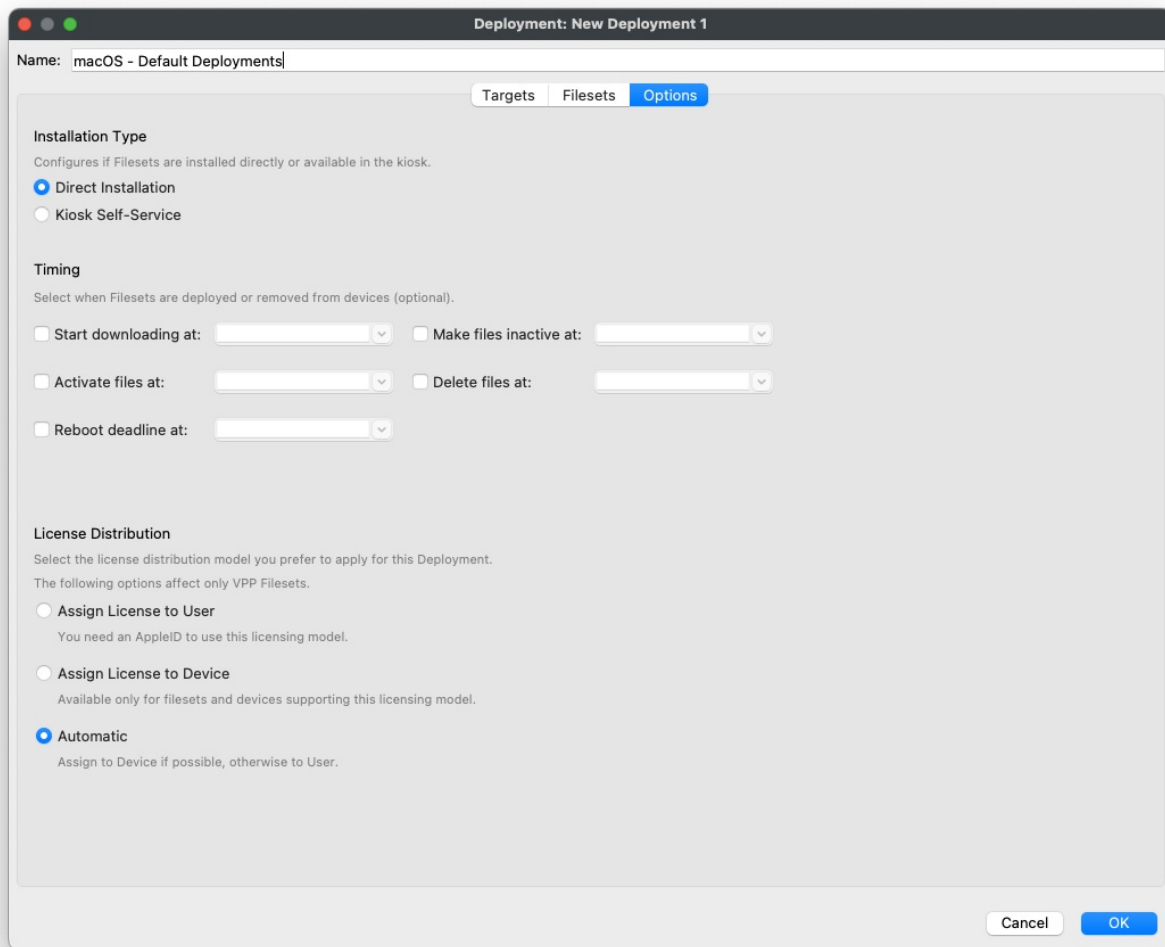 Deployment: New Deployment 1
Name: macOS - Default Deployments
Targets Filesets Options
Installation Type
Configures if Filesets are installed directly or available in the kiosk.
Direct Installation
Kiosk Self-Service
Timing
Select when Filesets are deployed or removed from devices (optional).
Start downloading at: Make files inactive at:
Activate files at: Delete files at:
Reboot deadline at:
License Distribution
Select the license distribution model you prefer to apply for this Deployment.
The following options affect only VPP Filesets.
Assign License to User
You need an AppleID to use this licensing model.
Assign License to Device
Available only for filesets and devices supporting this licensing model.
Automatic
Assign to Device if possible, otherwise to User.
Cancel OK